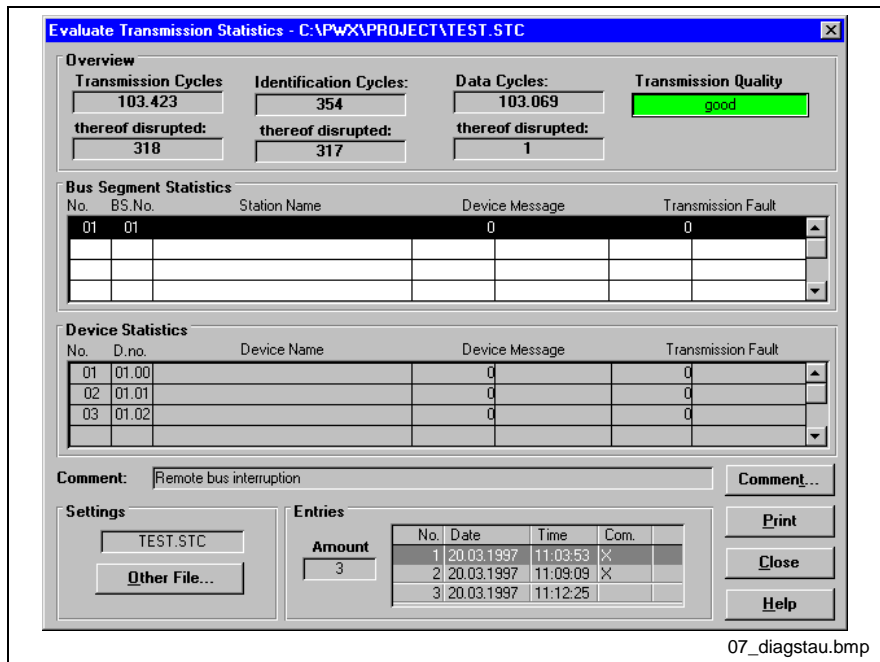 Evaluate Transmission Statistics - C:\PWX\PROJECT\TEST.STC
Overview
Transmission Cycles Identification Cycles: Data Cycles: Transmission Quality
103.423 354 103.069 good
thereof disrupted: thereof disrupted: thereof disrupted:
318 317 1
Bus Segment Statistics
No. BS.No. Station Name Device Message Transmission Fault
01 01 0 0
Device Statistics
No. D.no. Device Name Device Message Transmission Fault
01 01.00 0 0
02 01.01 0 0
03 01.02 0 0
Comment: Remote bus interruption Comment...
Settings Entries Print
TEST.STC Amount No. Date Time Com.
3 1 20.03.1997 11:03:53 X Close
Other File... 2 20.03.1997 11:09:09 X
3 20.03.1997 11:12:25 Help
07_diagstau.bmp